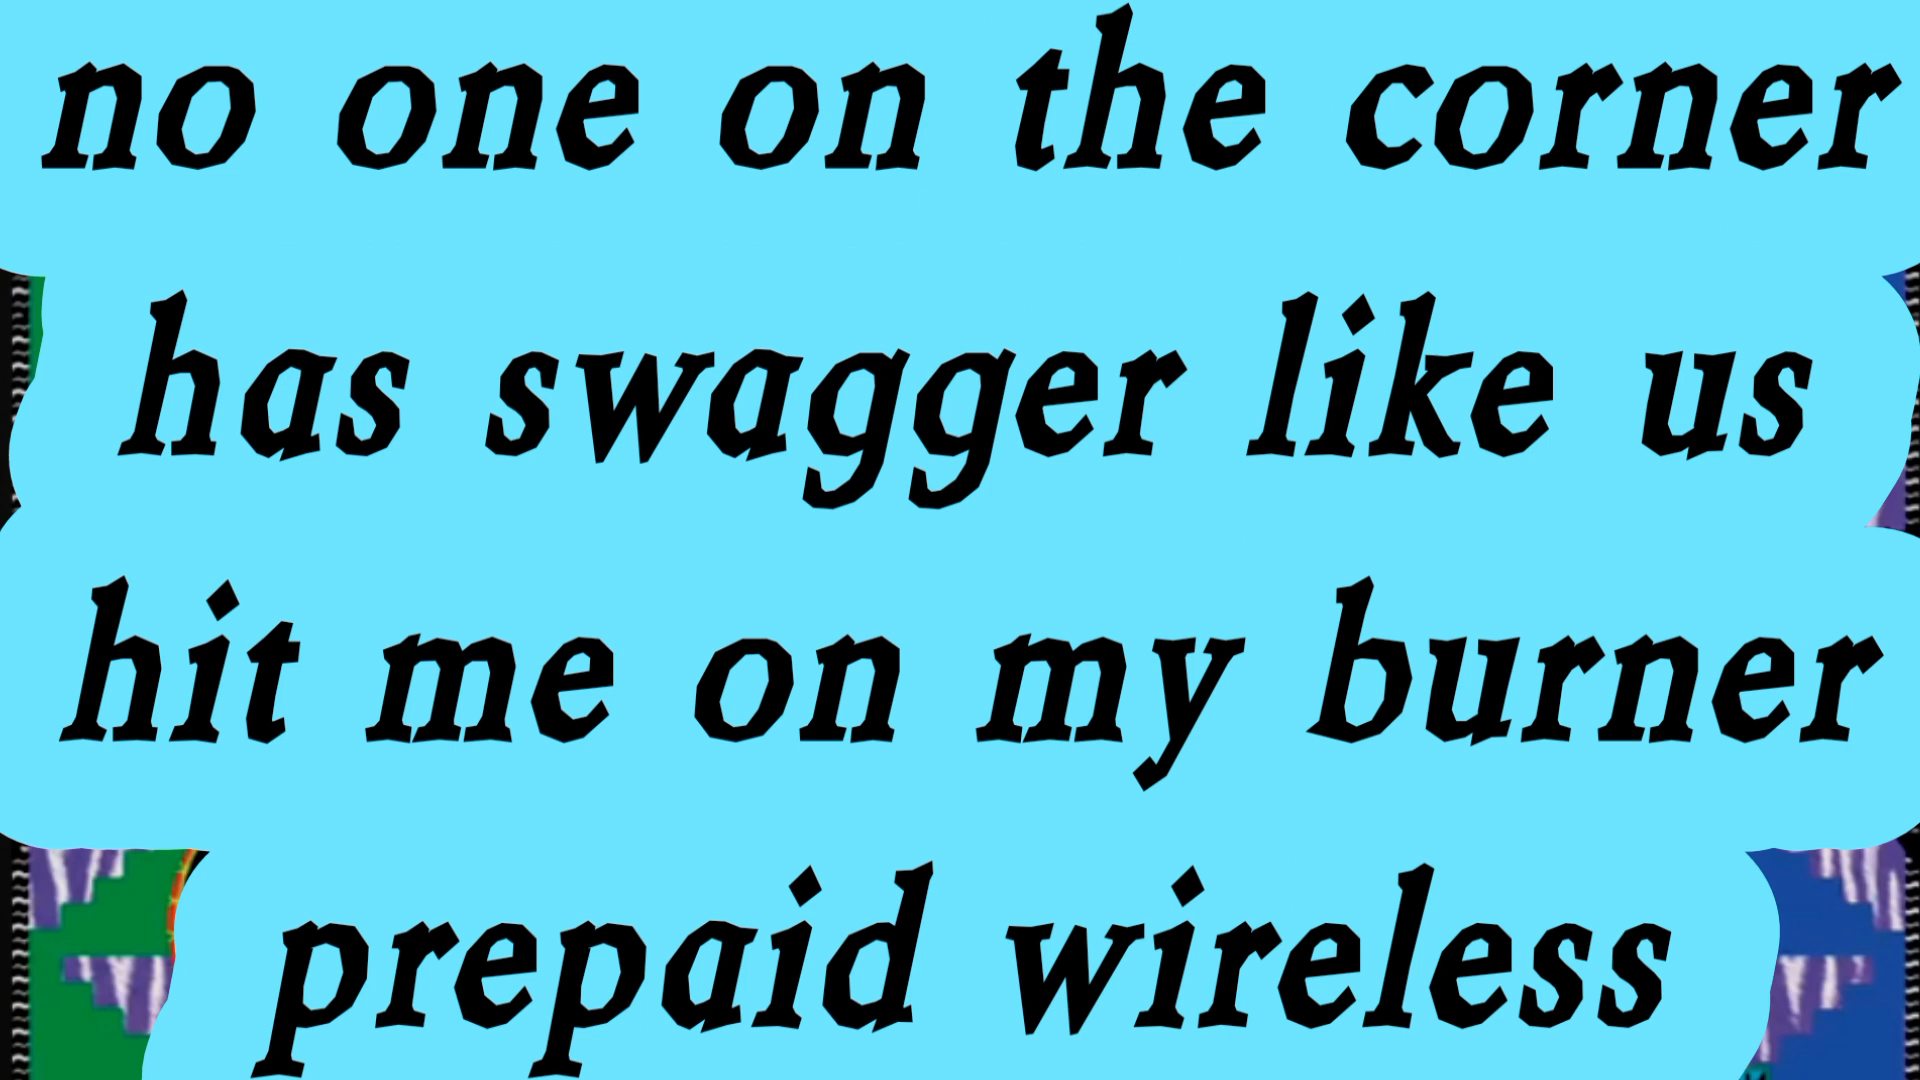 no one on the corner
has swagger like us
hit me on my burner
prepaid wireless